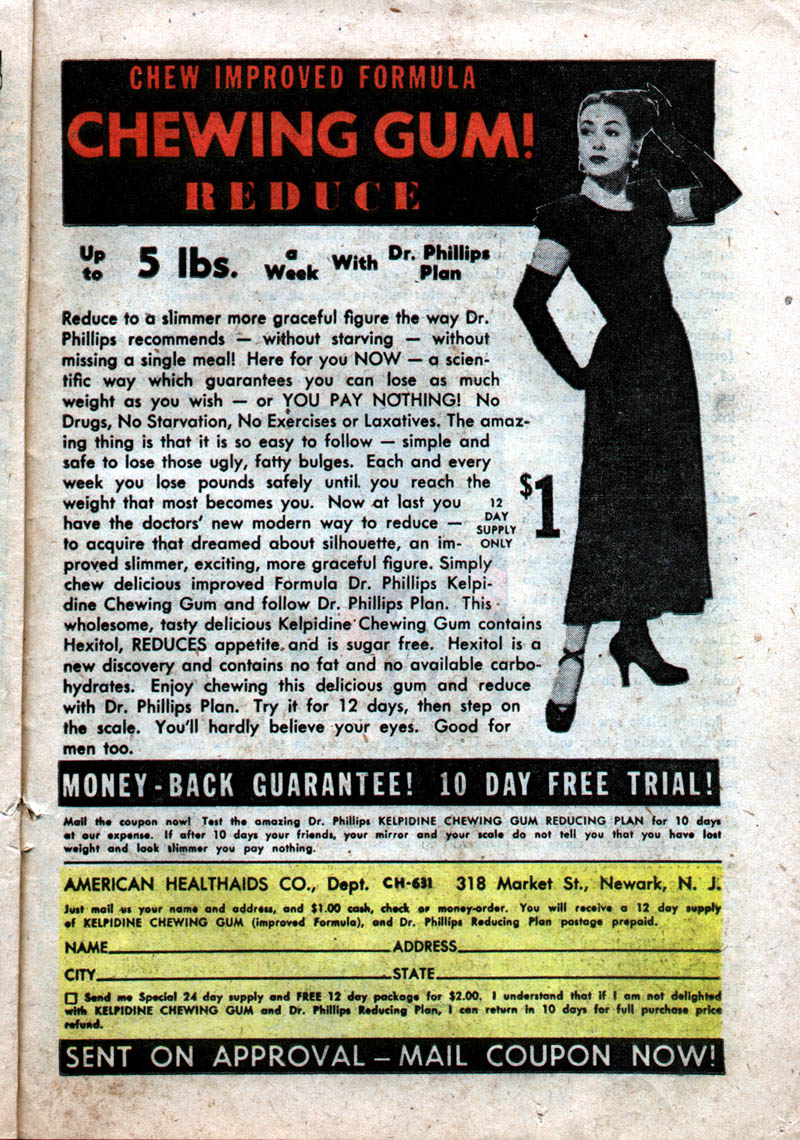 CHEW IMPROVED FORMULA
CHEWING GUM!
REDUCE
Up to 5 lbs. a Week With Dr. Phillips Plan
Reduce to a slimmer more graceful figure the way Dr.
Phillips recommends — without starving — without
missing a single meal! Here for you NOW — a scien-
tific way which guarantees you can lose as much
weight as you wish — or YOU PAY NOTHING! No
Drugs, No Starvation, No Exercises or Laxatives. The amaz-
ing thing is that it is so easy to follow — simple and
safe to lose those ugly, fatty bulges. Each and every
week you lose pounds safely until you reach the
weight that most becomes you. Now at last you
have the doctors' new modern way to reduce —
to acquire that dreamed about silhouette, an im-
proved slimmer, exciting, more graceful figure. Simply
chew delicious improved Formula Dr. Phillips Kelpi-
dine Chewing Gum and follow Dr. Phillips Plan. This
wholesome, tasty delicious Kelpidine Chewing Gum contains
Hexitol, REDUCES appetite and is sugar free. Hexitol is a
new discovery and contains no fat and no available carbo-
hydrates. Enjoy chewing this delicious gum and reduce
with Dr. Phillips Plan. Try it for 12 days, then step on
the scale. You'll hardly believe your eyes. Good for
men too.
12
DAY
SUPPLY
ONLY
$1
MONEY-BACK GUARANTEE! 10 DAY FREE TRIAL!
Mail the coupon now! Test the amazing Dr. Phillips KELPIDINE CHEWING GUM REDUCING PLAN for 10 days
at our expense. If after 10 days your friends, your mirror and your scale do not tell you that you have lost
weight and look slimmer you pay nothing.
AMERICAN HEALTHAIDS CO., Dept. CH-631 318 Market St., Newark, N. J.
Just mail us your name and address, and $1.00 cash, check or money-order. You will receive a 12 day supply
of KELPIDINE CHEWING GUM (improved Formula), and Dr. Phillips Reducing Plan postage prepaid.
NAME ADDRESS
CITY STATE
☐ Send me Special 24 day supply and FREE 12 day package for $2.00. I understand that if I am not delighted
with KELPIDINE CHEWING GUM and Dr. Phillips Reducing Plan, I can return in 10 days for full purchase price
refund.
SENT ON APPROVAL — MAIL COUPON NOW!